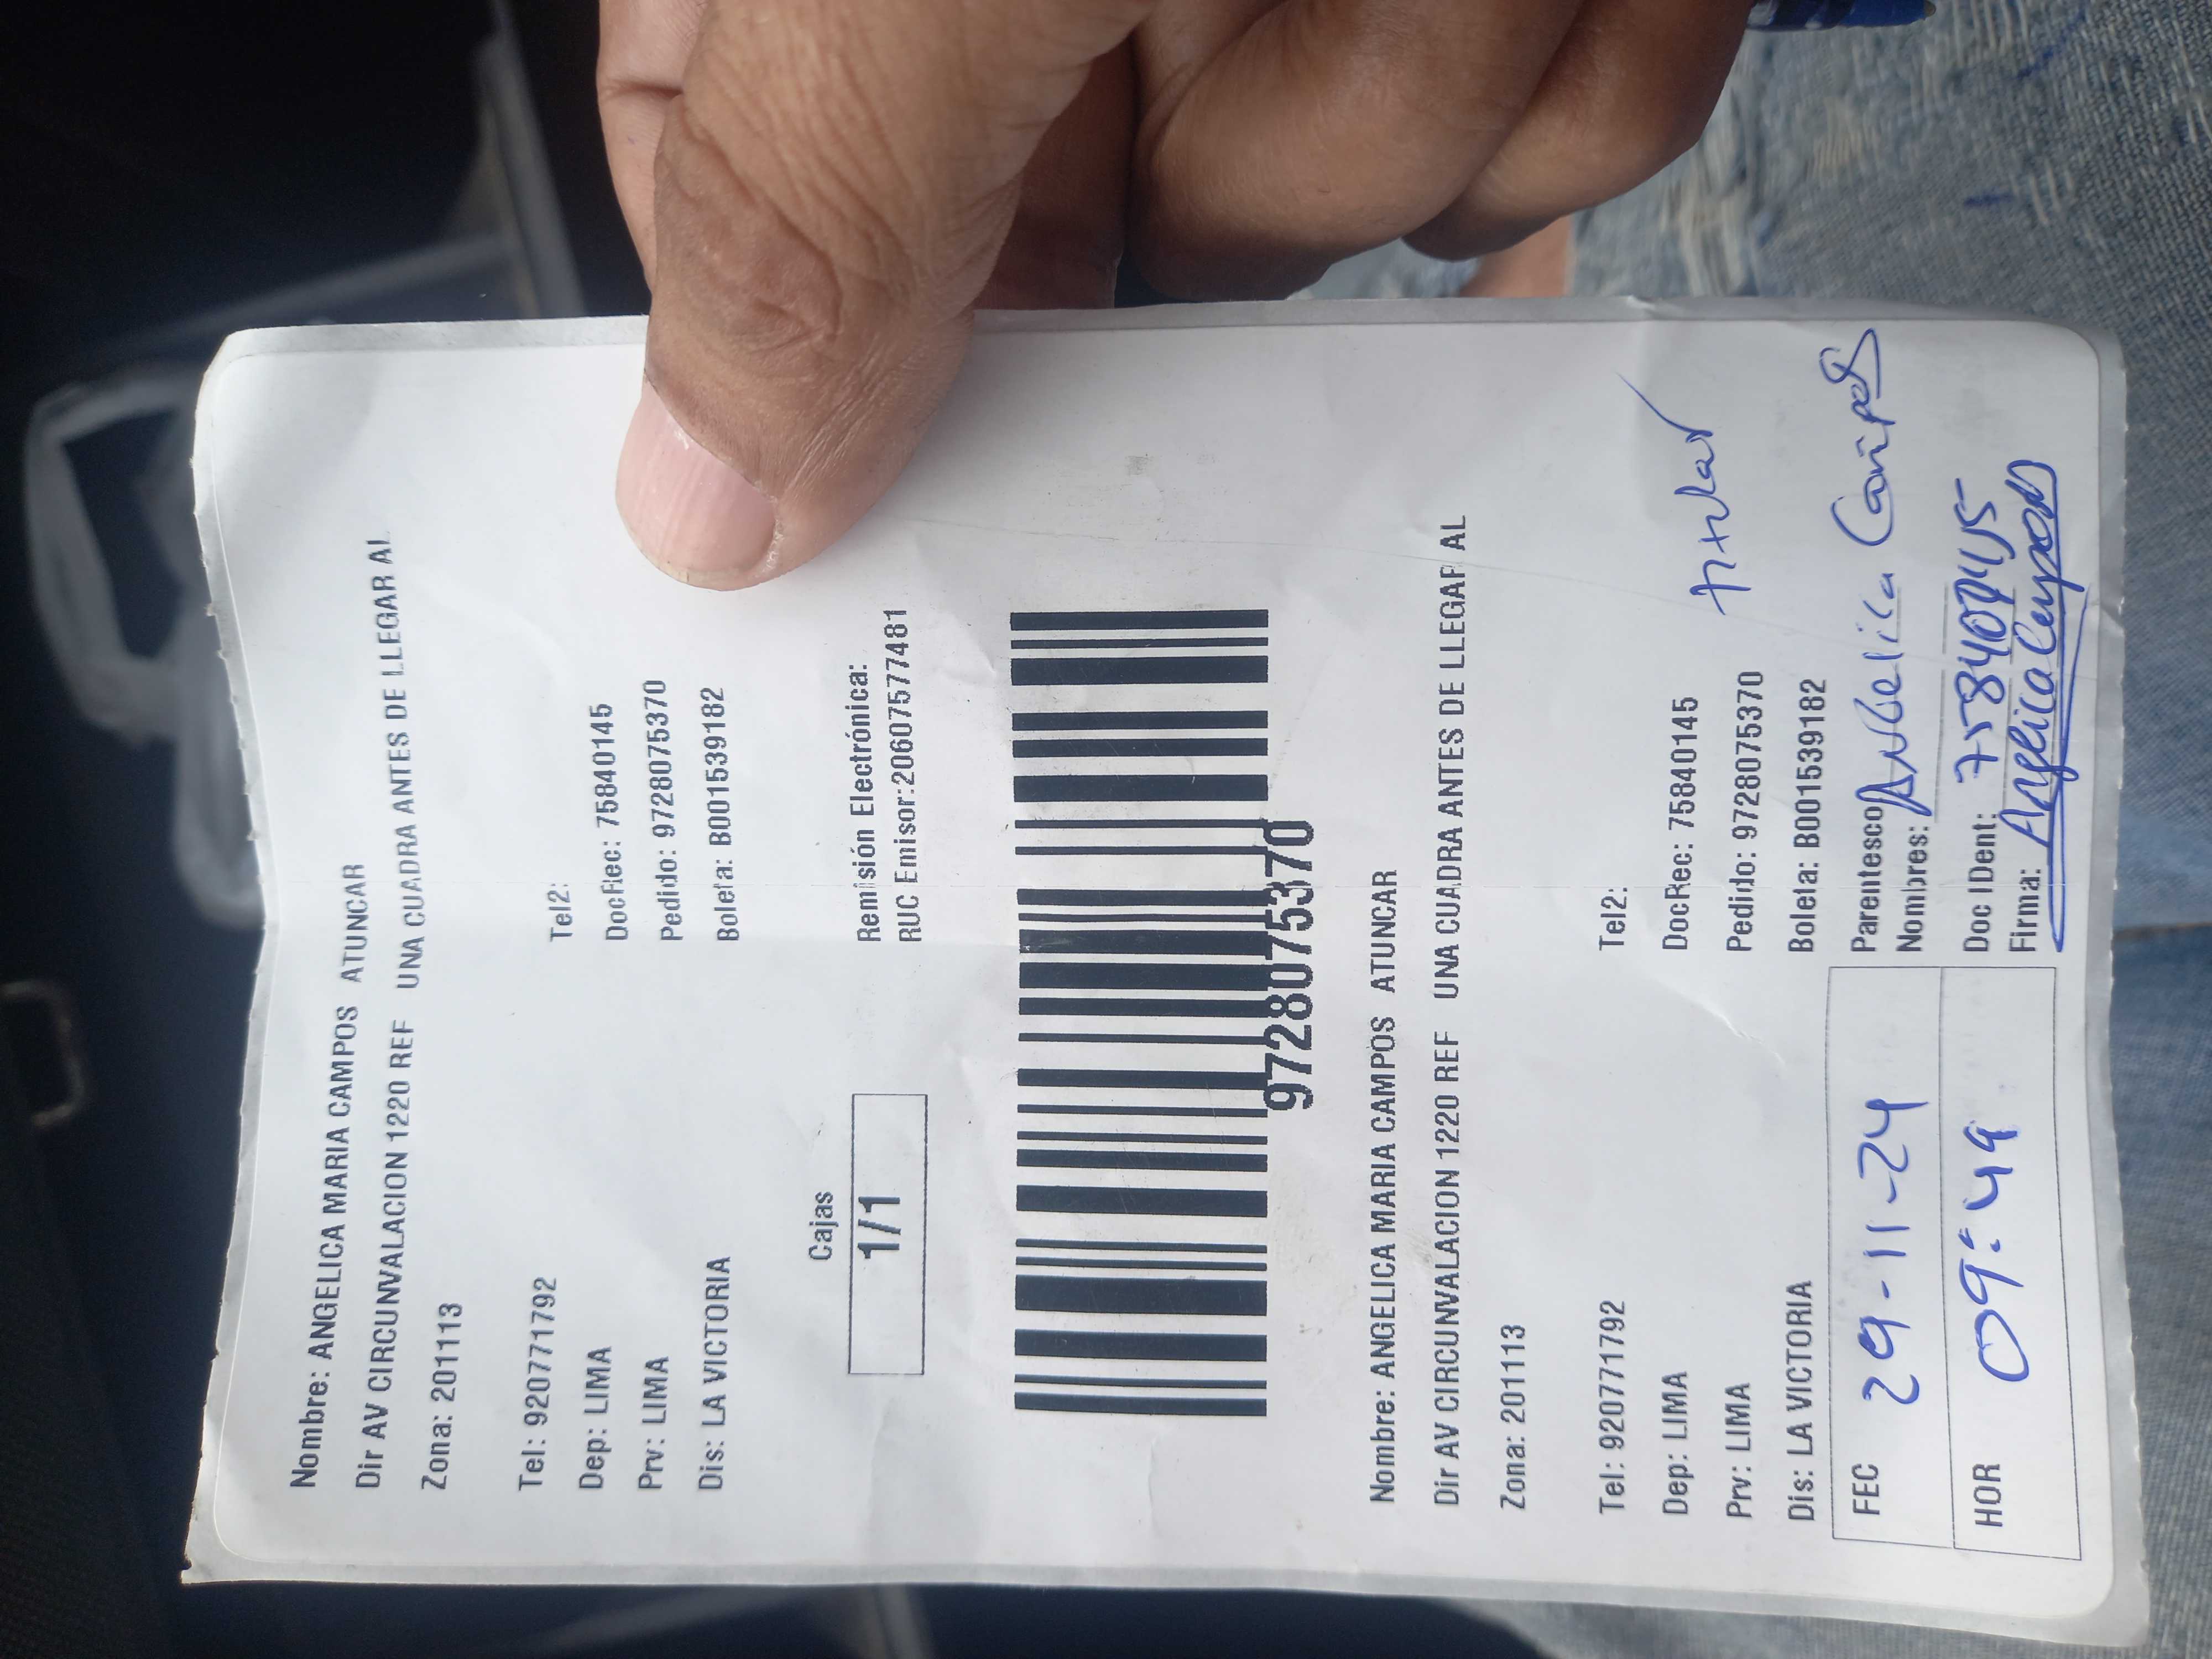 Nombre: ANGELICA MARIA CAMPOS ATUNCAR
Dir AV CIRCUNVALACION 1220 REF UNA CUADRA ANTES DE LLEGAR AL
Zona: 201113
Tel: 920771792 Tel2:
Dep: LIMA DocRec: 75840145
Prv: LIMA Pedido: 9728075370
Dis: LA VICTORIA Boleta: B001539182
Cajas Remisión Electrónica:
1/1 RUC Emisor:20607577481
9728075370
Nombre: ANGELICA MARIA CAMPOS ATUNCAR
Dir AV CIRCUNVALACION 1220 REF UNA CUADRA ANTES DE LLEGAR AL
Zona: 201113
Tel: 920771792 Tel2:
Dep: LIMA DocRec: 75840145
Prv: LIMA Pedido: 9728075370 titular
Dis: LA VICTORIA Boleta: B001539182
FEC 29-11-24 Parentesco
Nombres: Angelica Campos
HOR 09:49 Doc IDent:
Firma: Angelica Campos